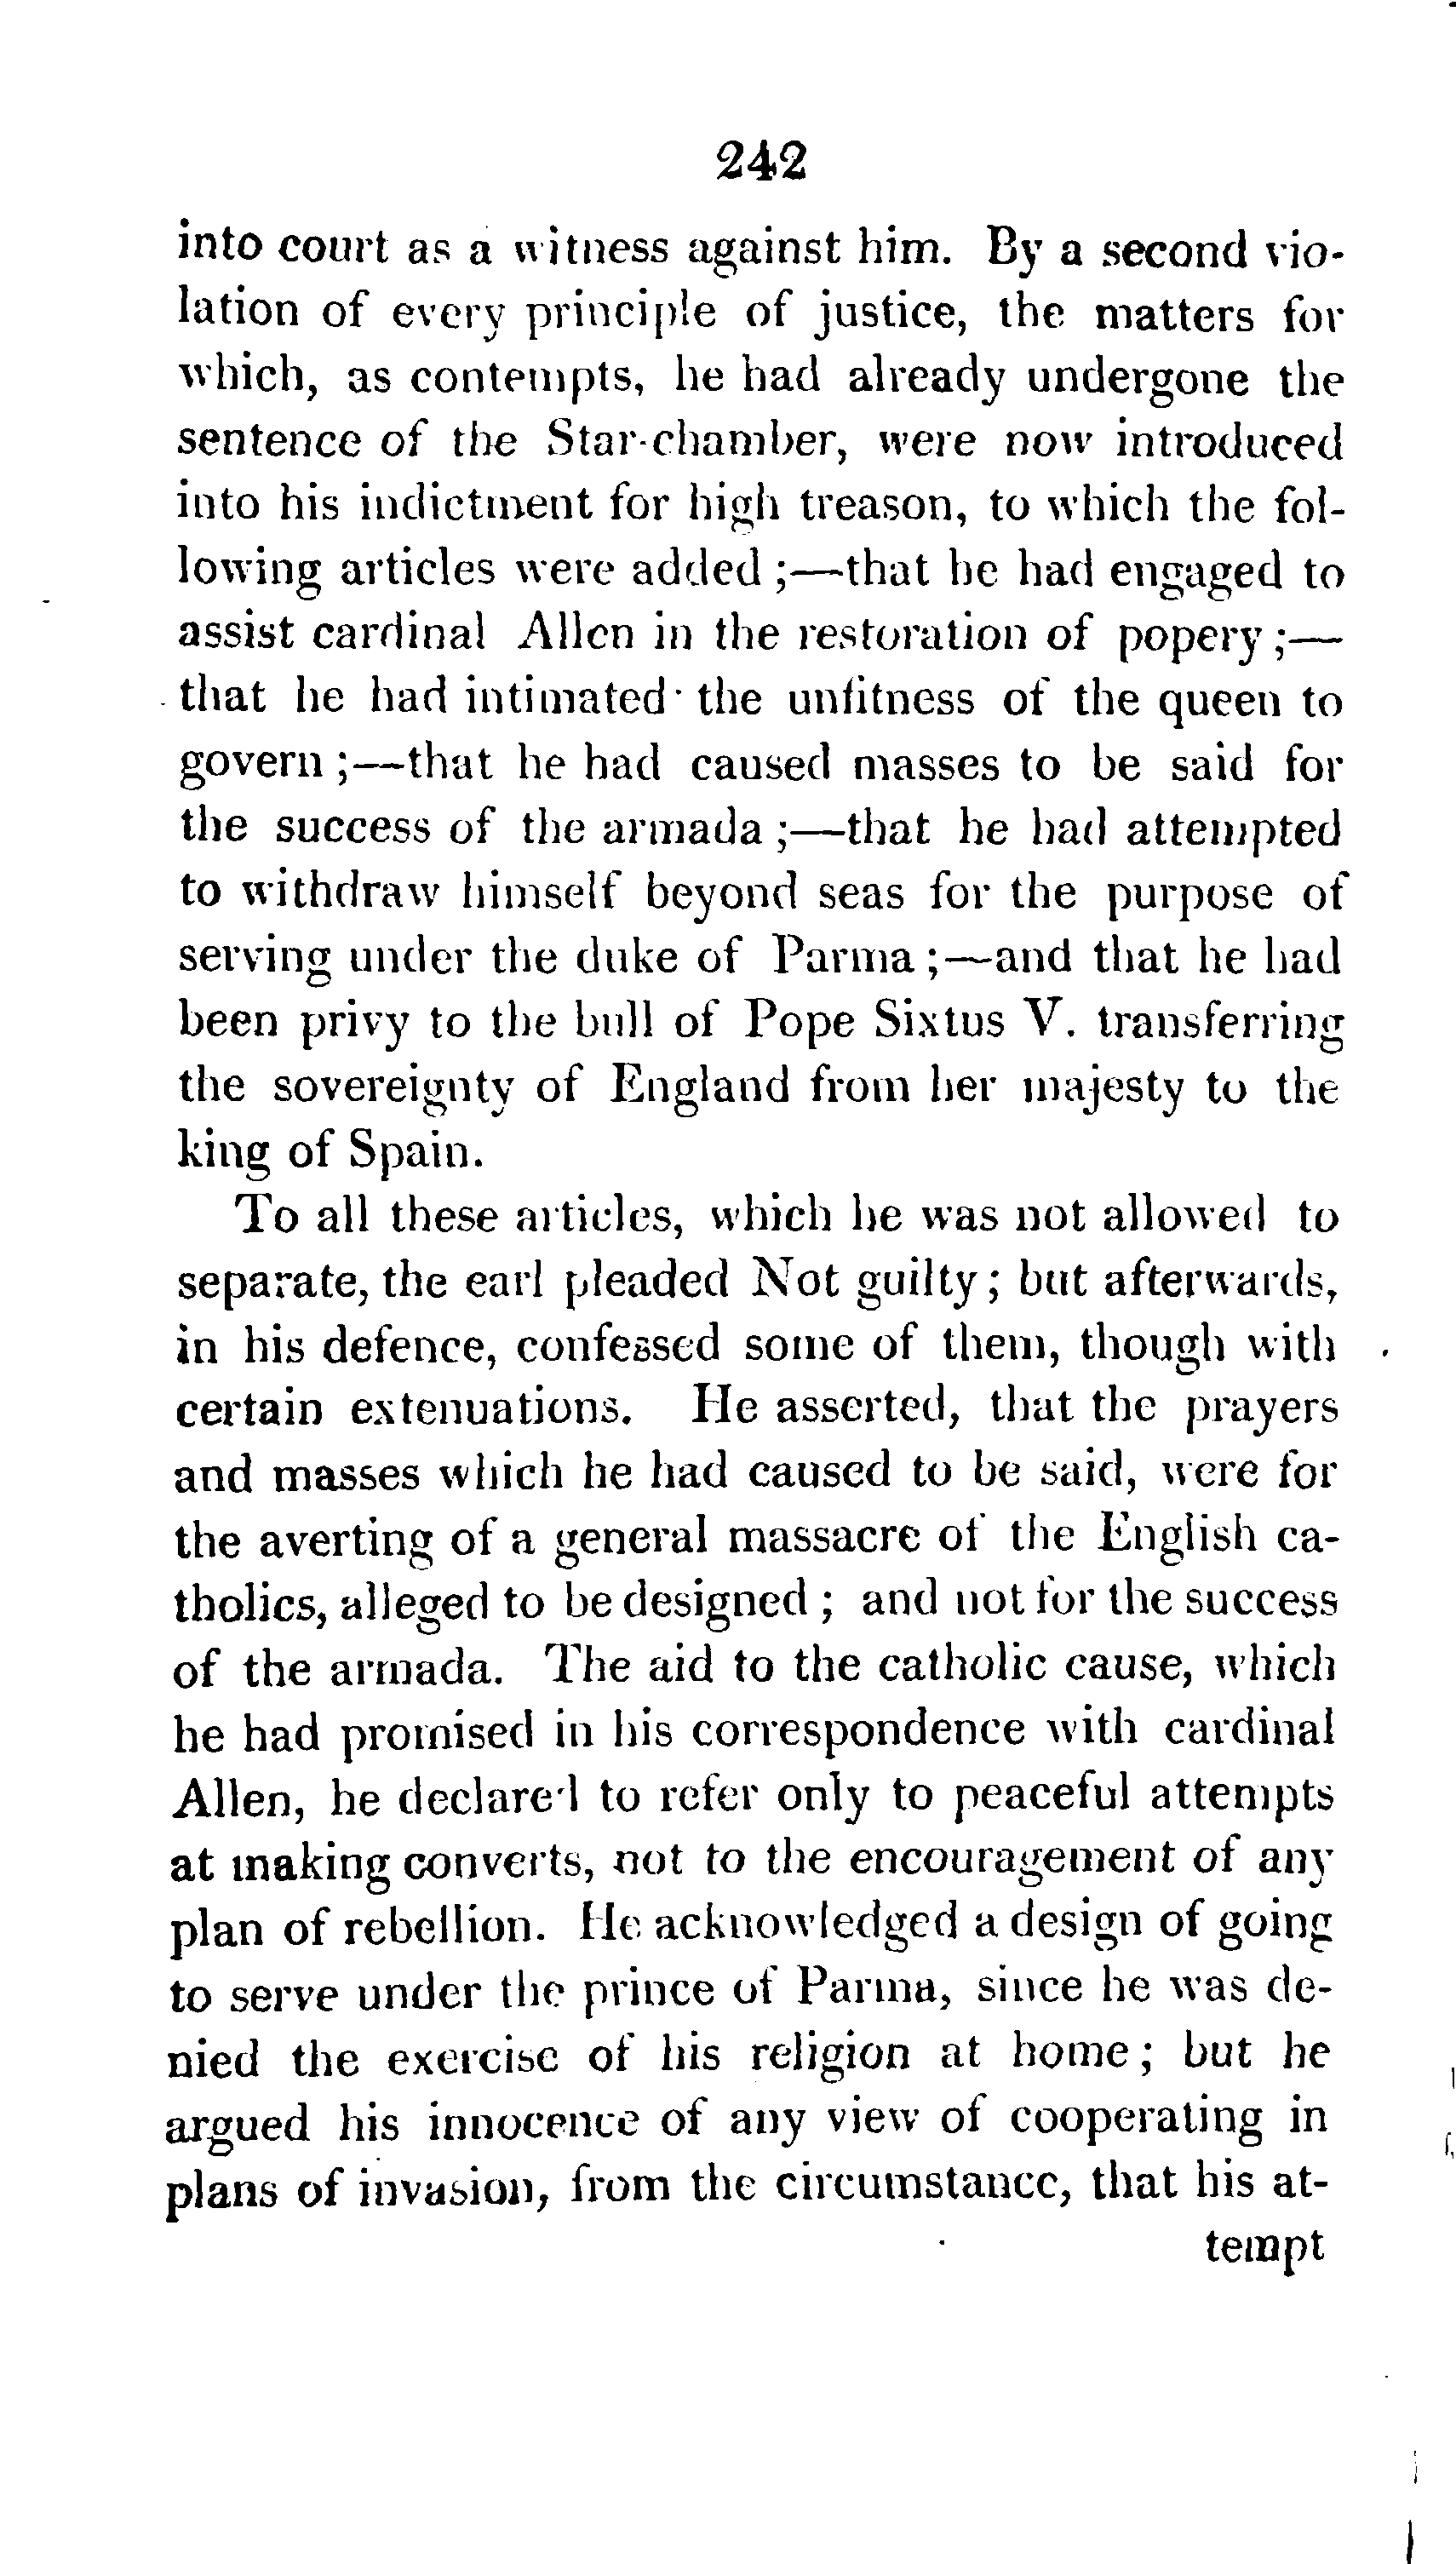 242
into court as a witness against him. By a second vio-
lation of every principle of justice, the matters for
which, as contempts, he had already undergone the
sentence of the Star-chamber, were now introduced
into his indictment for high treason, to which the fol-
lowing articles were added ;—that he had engaged to
assist cardinal Allen in the restoration of popery ;—
that he had intimated the unfitness of the queen to
govern ;—that he had caused masses to be said for
the success of the armada ;—that he had attempted
to withdraw himself beyond seas for the purpose of
serving under the duke of Parma ;—and that he had
been privy to the bull of Pope Sixtus V. transferring
the sovereignty of England from her majesty to the
king of Spain.
To all these articles, which he was not allowed to
separate, the earl pleaded Not guilty ; but afterwards,
in his defence, confessed some of them, though with
certain extenuations. He asserted, that the prayers
and masses which he had caused to be said, were for
the averting of a general massacre of the English ca-
tholics, alleged to be designed ; and not for the success
of the armada. The aid to the catholic cause, which
he had promised in his correspondence with cardinal
Allen, he declared to refer only to peaceful attempts
at making converts, not to the encouragement of any
plan of rebellion. He acknowledged a design of going
to serve under the prince of Parma, since he was de-
nied the exercise of his religion at home ; but he
argued his innocence of any view of cooperating in
plans of invasion, from the circumstance, that his at-
tempt